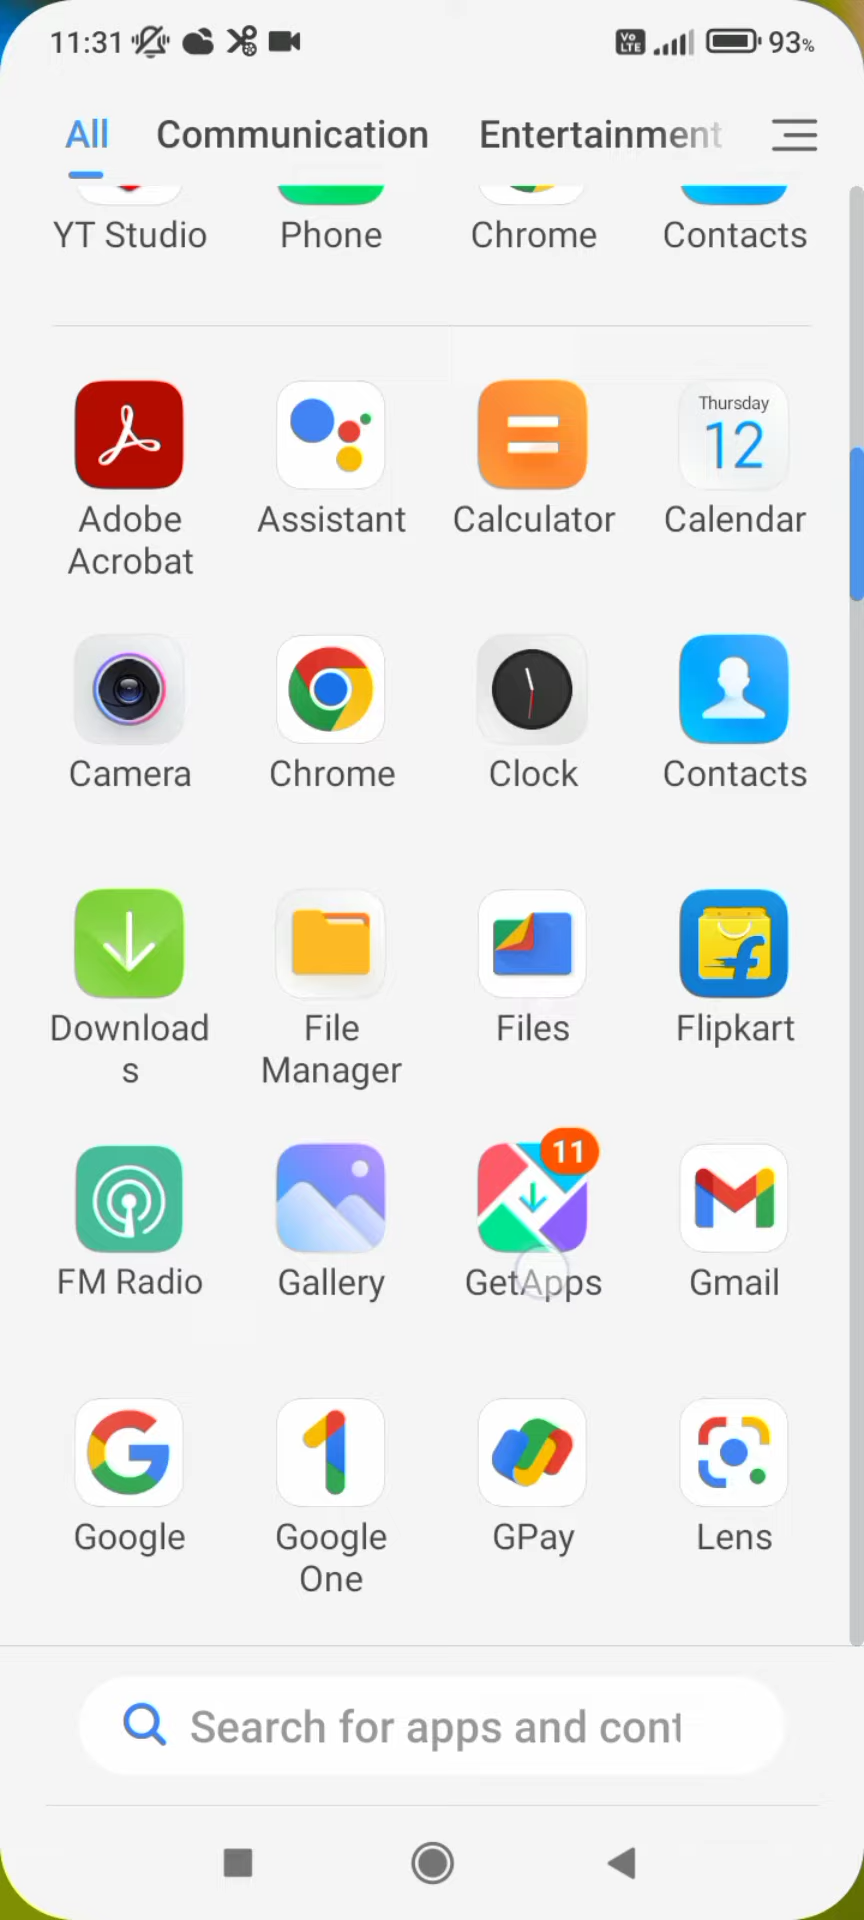 11:31 Vo LTE 93%
All Communication Entertainment
YT Studio Phone Chrome Contacts
Thursday
12
Adobe Acrobat Assistant Calculator Calendar
Camera Chrome Clock Contacts
Download
s
File
Manager
Files Flipkart
11
FM Radio Gallery GetApps Gmail
Google Google One GPay Lens
Search for apps and cont